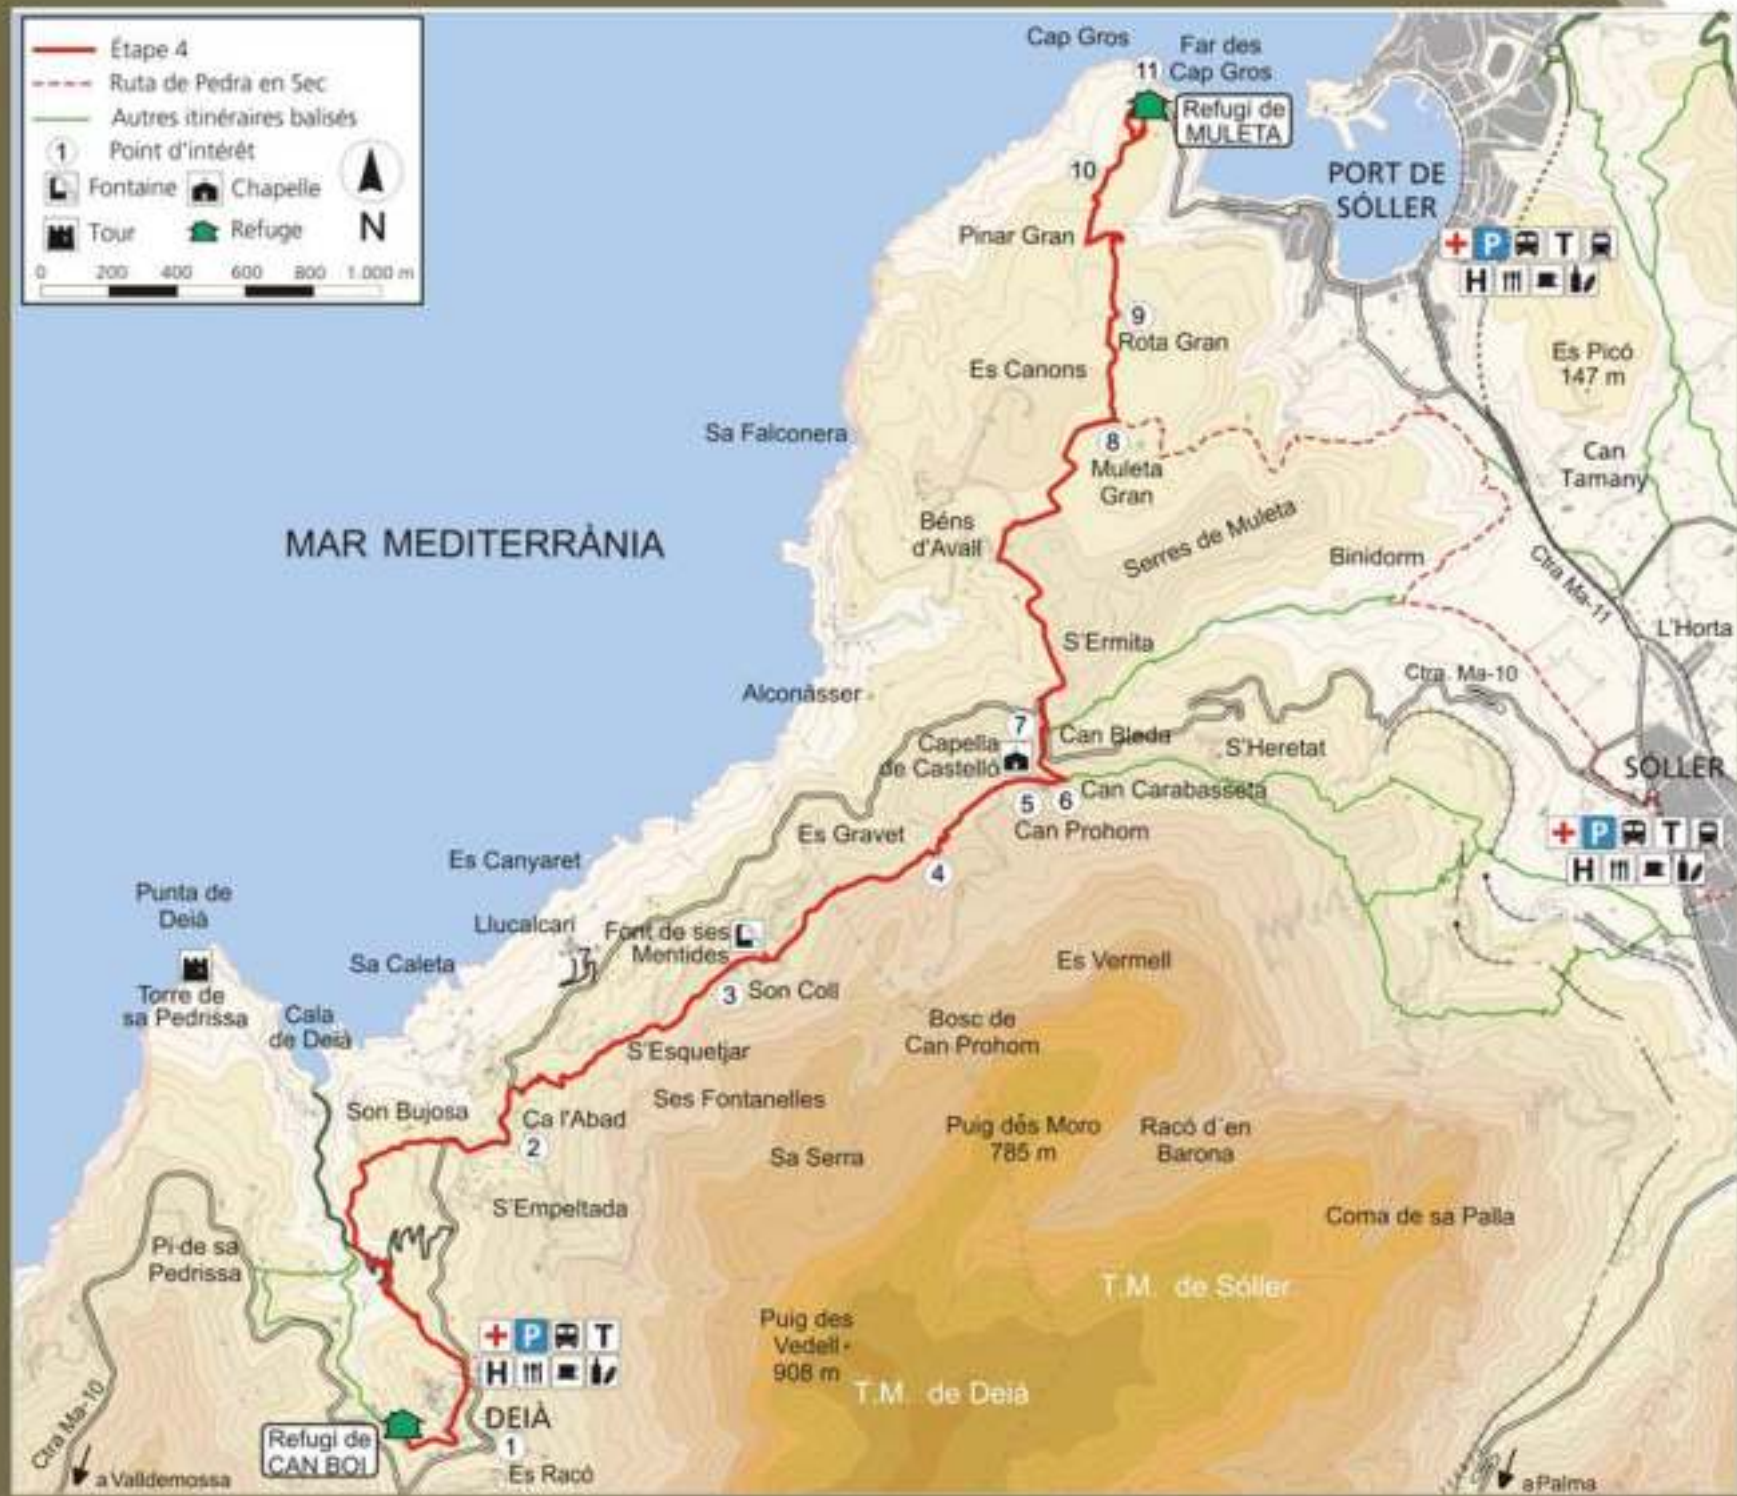 Étape 4
Ruta de Pedra en Sec
Autres itinéraires balisés
1 Point d'intérêt
Fontaine Chapelle
Tour Refuge
N
0 200 400 600 800 1.000 m
Cap Gros
Far des
Cap Gros
11
Refugi de
MULETA
10
PORT DE
SÓLLER
Pinar Gran
P T
H
9
Rota Gran
Es Canons
Es Picó
147 m
Sa Falconera
8
Muleta
Gran
Can
Tamany
MAR MEDITERRÀNIA
Béns
d'Avall
Serres de Muleta
Binidorm
Ctra Ma-11
S'Ermita
L'Horta
Ctra. Ma-10
Alconàsser
7
Can Bleda
Capella
de Castelló
S'Heretat
SÓLLER
5 6 Can Carabasseta
Can Prohom
Es Gravet
P T
H
4
Es Canyaret
Punta de
Deià
Llucalcari
Font de ses
Mentides
Sa Caleta
Es Vermell
Torre de
sa Pedrissa
3 Son Coll
Cala
de Deià
Bosc de
Can Prohom
S'Esquetjar
Ses Fontanelles
Son Bujosa
Ca l'Abad
2
Puig des Moro
785 m
Racó d'en
Barona
Sa Serra
S'Empeltada
Coma de sa Palla
Pi de sa
Pedrissa
T.M. de Sóller
Puig des
Vedell
908 m
P T
H
T.M. de Deià
Ctra Ma-10
DEIÀ
1
Refugi de
CAN BOI
Es Racó
a Valldemossa
a Palma